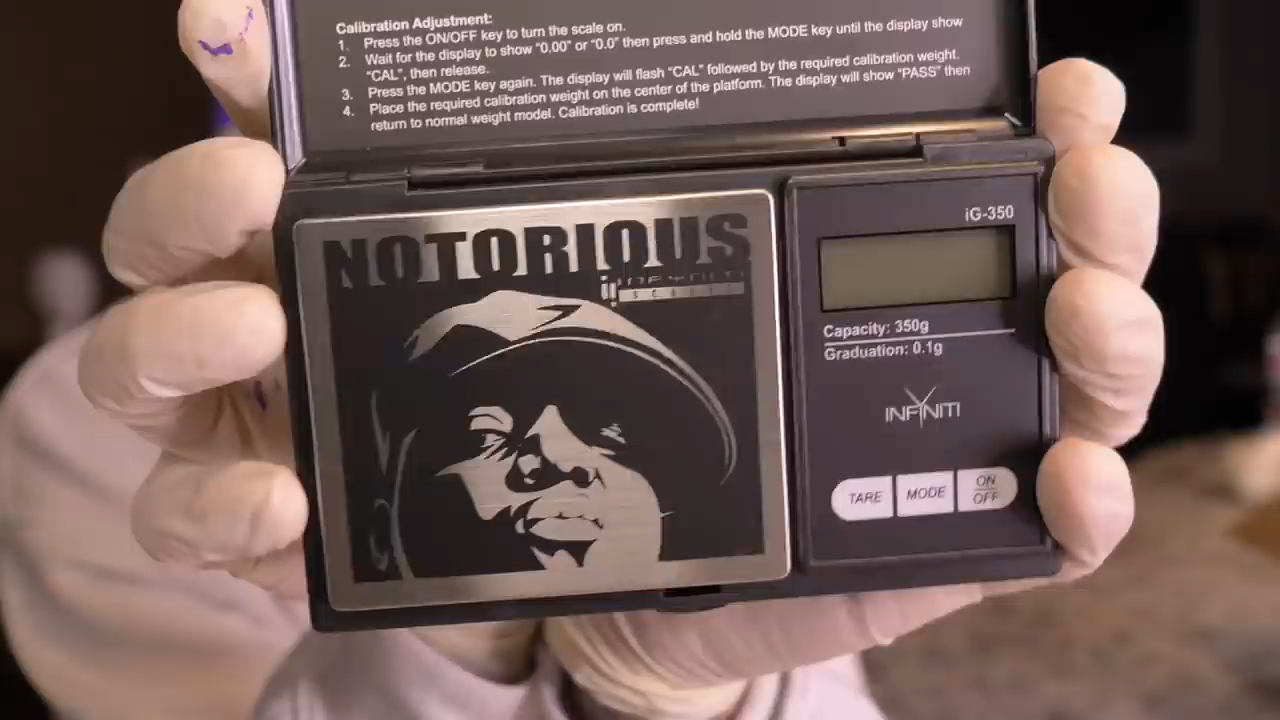 Calibration Adjustment:
1. Press the ON/OFF key to turn the scale on.
2. Wait for the display to show "0.00" or "0.0" then press and hold the MODE key until the display show
"CAL", then release.
3. Press the MODE key again. The display will flash "CAL" followed by the required calibration weight.
4. Place the required calibration weight on the center of the platform. The display will show "PASS" then
return to normal weight model. Calibration is complete!
NOTORIOUS
iG-350
Capacity: 350g
Graduation: 0.1g
INFYNITI
TARE
MODE
ON
OFF